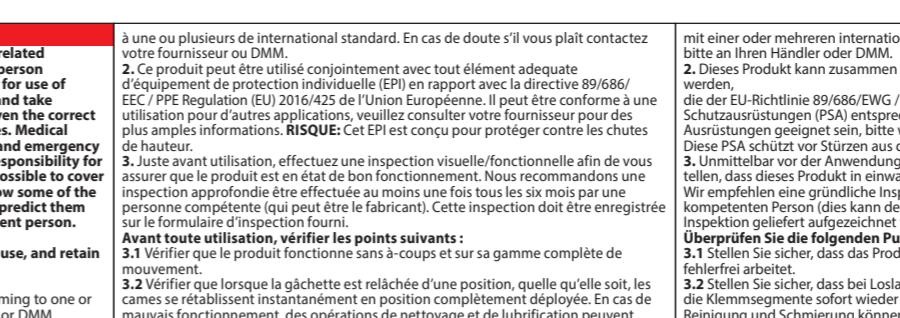 related
person
for use of
and take
ven the correct
es. Medical
and emergency
esponsibility for
ossible to cover
ow some of the
predict them
ent person.
use, and retain
ming to one or
or DMM.
à une ou plusieurs de international standard. En cas de doute s’il vous plaît contactez
votre fournisseur ou DMM.
2. Ce produit peut être utilisé conjointement avec tout élément adequate
d’équipement de protection individuelle (EPI) en rapport avec la directive 89/686/
EEC / PPE Regulation (EU) 2016/425 de l’Union Européenne. Il peut être conforme à une
utilisation pour d’autres applications, veuillez consulter votre fournisseur pour des
plus amples informations. RISQUE: Cet EPI est conçu pour protéger contre les chutes
de hauteur.
3. Juste avant utilisation, effectuez une inspection visuelle/fonctionnelle afin de vous
assurer que le produit est en état de bon fonctionnement. Nous recommandons une
inspection approfondie être effectuée au moins une fois tous les six mois par une
personne compétente (qui peut être le fabricant). Cette inspection doit être enregistrée
sur le formulaire d’inspection fourni.
Avant toute utilisation, vérifier les points suivants :
3.1 Vérifier que le produit fonctionne sans à-coups et sur sa gamme complète de
mouvement.
3.2 Vérifier que lorsque la gâchette est relâchée d’une position, quelle qu’elle soit, les
cames se rétablissent instantanément en position complètement déployée. En cas de
mauvais fonctionnement, des opérations de nettoyage et de lubrification peuvent
mit einer oder mehreren internatio
bitte an Ihren Händler oder DMM.
2. Dieses Produkt kann zusammen
werden,
die der EU-Richtlinie 89/686/EWG /
Schutzausrüstungen (PSA) entsprec
Ausrüstungen geeignet sein, bitte w
Diese PSA schützt vor Stürzen aus d
3. Unmittelbar vor der Anwendung
tellen, dass dieses Produkt in einwa
Wir empfehlen eine gründliche Insp
kompetenten Person (dies kann de
Inspektion geliefert aufgezeichnet
Überprüfen Sie die folgenden Pu
3.1 Stellen Sie sicher, dass das Prod
fehlerfrei arbeitet.
3.2 Stellen Sie sicher, dass bei Losla
die Klemmsegmente sofort wieder
Reinigung und Schmierung können